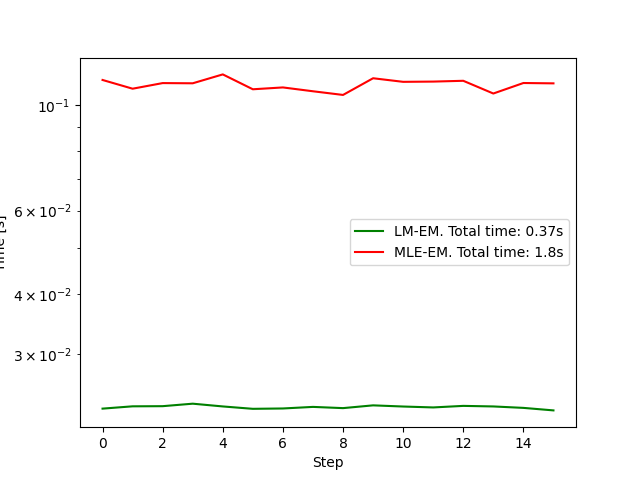 10⁻¹
6 × 10⁻²
4 × 10⁻²
3 × 10⁻²
Time [s]
LM-EM. Total time: 0.37s
MLE-EM. Total time: 1.8s
0 2 4 6 8 10 12 14
Step